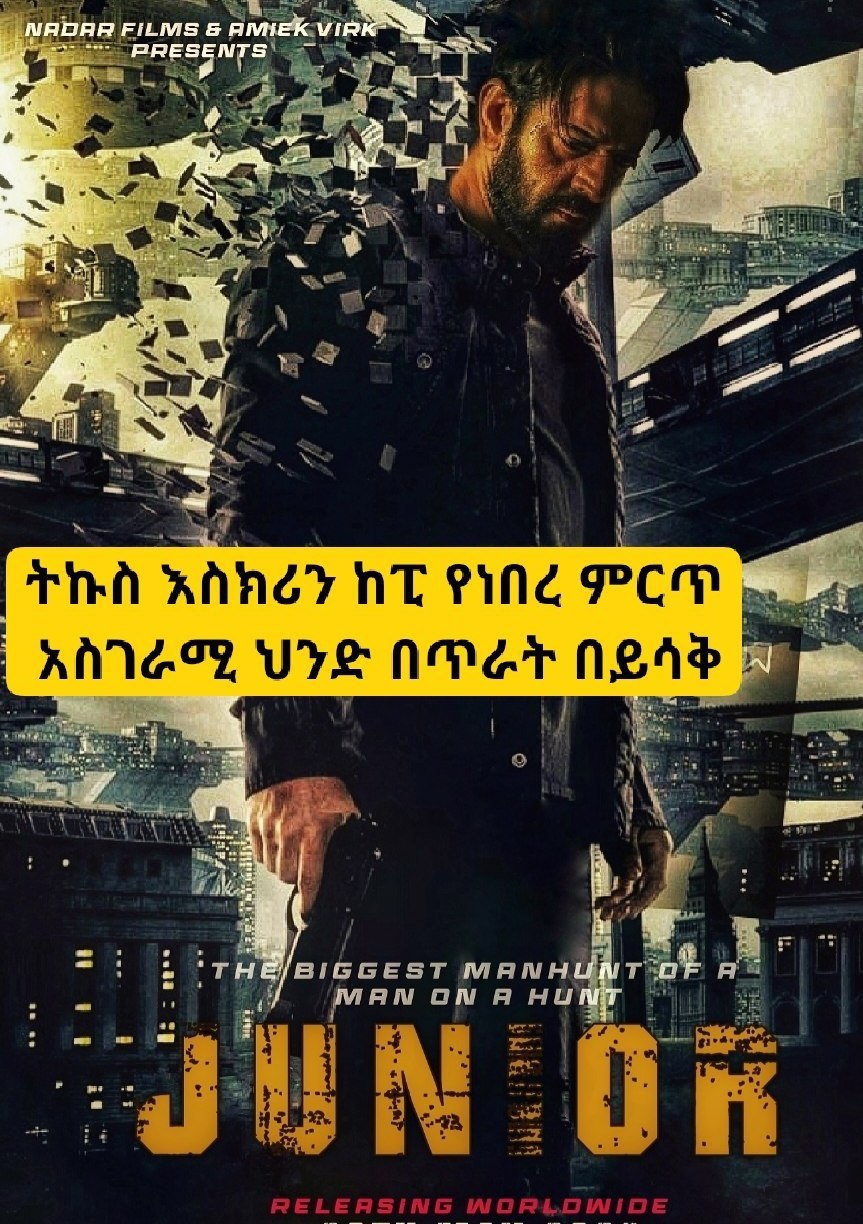 NADAR FILMS & AMIEK VIRK
PRESENTS
ትኩስ እስክሪን ከፒ የነበረ ምርጥ
አስገራሚ ህንድ በጥራት በይሳቅ
THE BIGGEST MANHUNT OF A
MAN ON A HUNT
JUNIOR
RELEASING WORLDWIDE